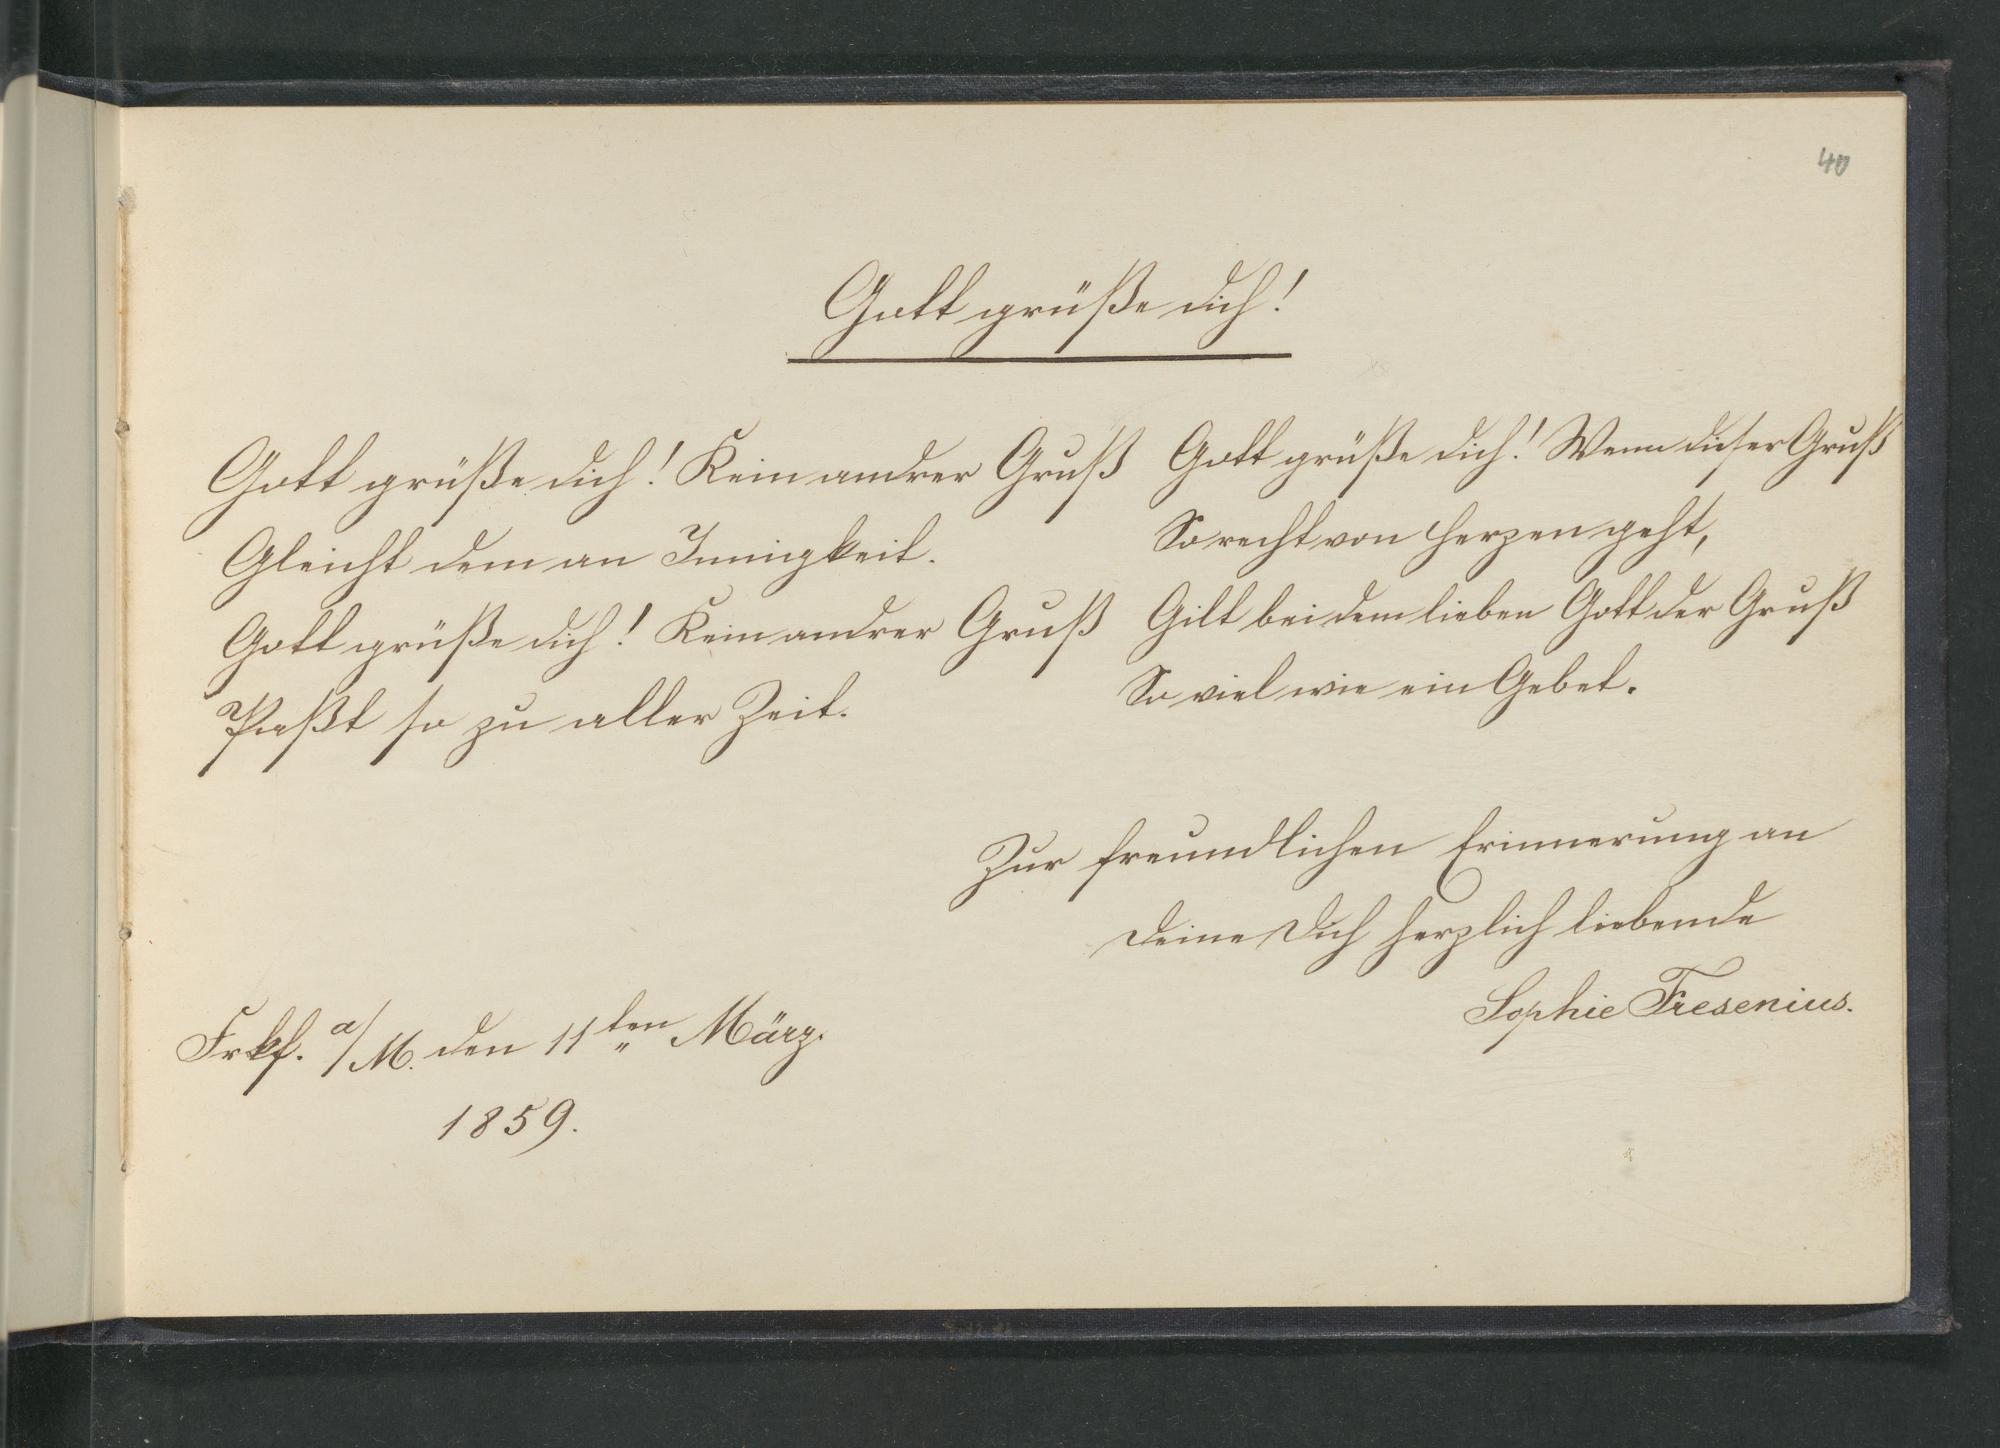 40
Gott grüße dich!
Gott grüße dich! Kein andrer Gruß
Gleicht dem an Innigkeit.
Gott grüße dich! Kein andrer Gruß
Paßt so zu aller Zeit.
Gott grüße dich! Wenn dieser Gruß
So recht von Herzen geht,
Gilt bei dem lieben Gott der Gruß
So viel wie ein Gebet.
Zur freundlichen Erinnerung an
Deine Dich herzlich liebende
Sophie Fresenius.
Frkf. a/M. den 11ten März.
1859.